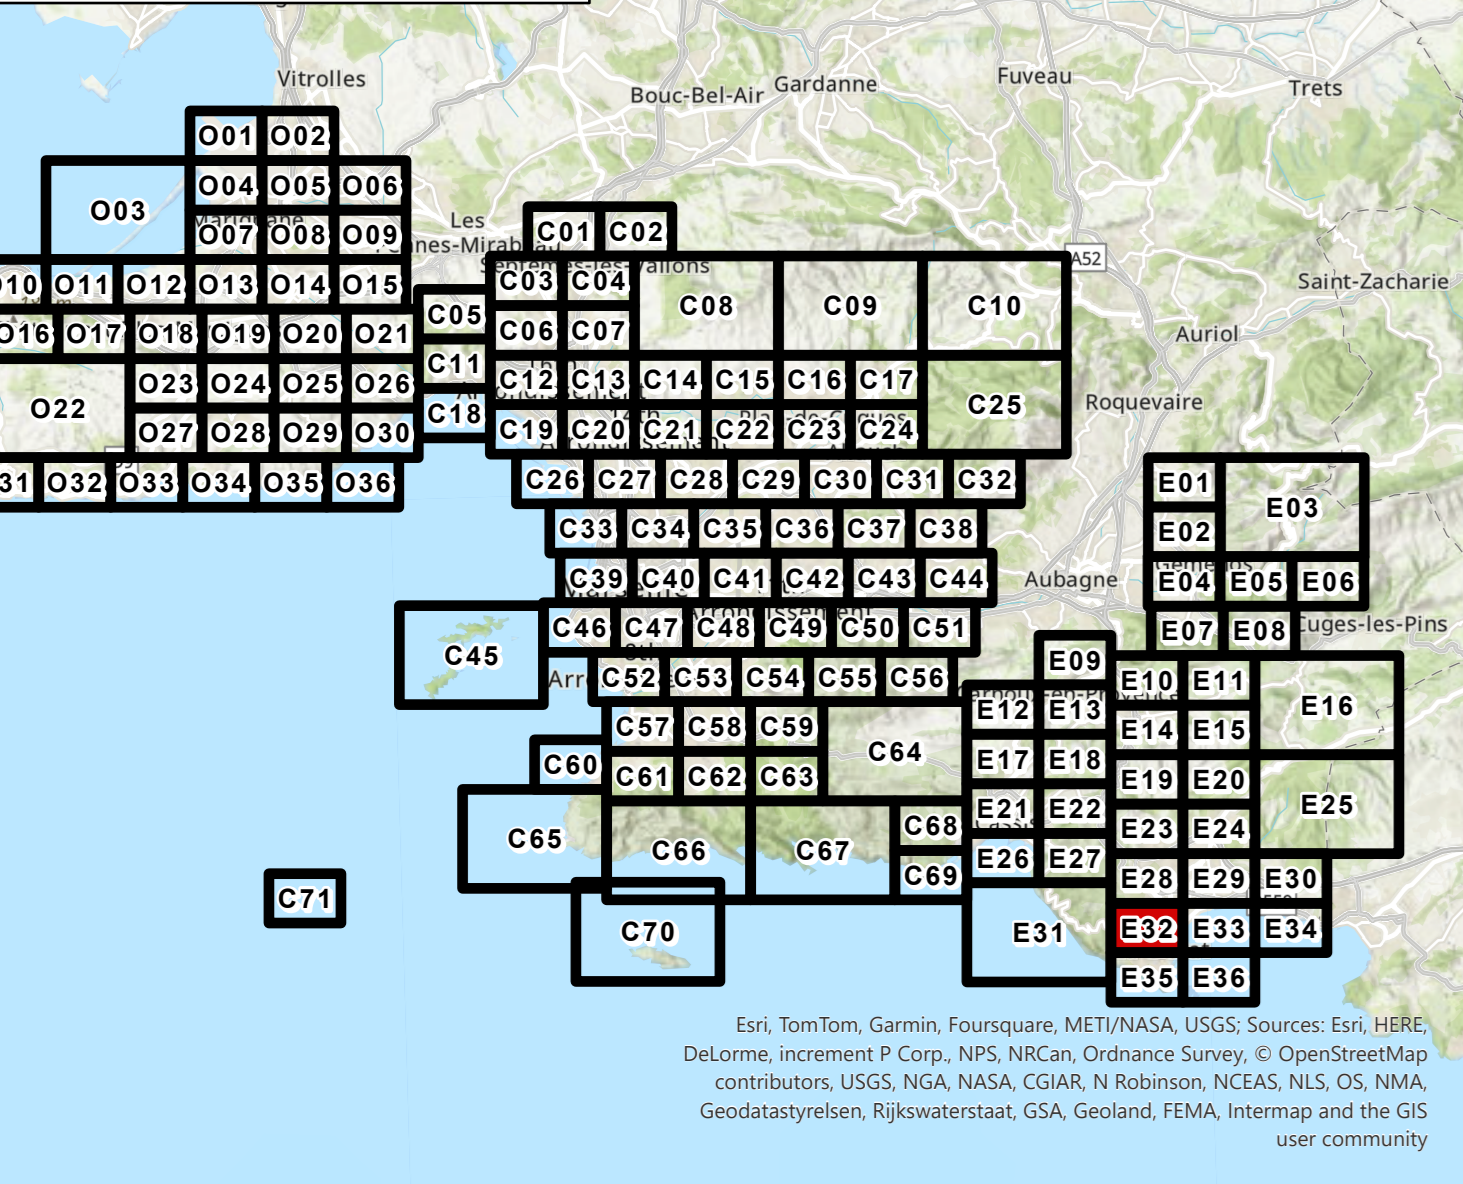 Vitrolles
Bouc-Bel-Air
Gardanne
Fuveau
Trets
O01 O02
O03 O04 O05 O06
O07 O08 O09
Les
C01 C02
A52
O11 O12 O13 O14 O15
C03 C04 C08 C09 C10
Saint-Zacharie
C05
O16 O17 O18 O19 O20 O21
C06 C07
Auriol
C11
O22 O23 O24 O25 O26
C12 C13 C14 C15 C16 C17
C25
Roquevaire
C18
O27 O28 O29 O30
C19 C20 C21 C22 C23 C24
31 O32 O33 O34 O35 O36
C26 C27 C28 C29 C30 C31 C32
E01 E03
C33 C34 C35 C36 C37 C38
E02
C39 C40 C41 C42 C43 C44
Aubagne
E04 E05 E06
Arrondissement
C46 C47 C48 C49 C50 C51
E07 E08
Cuges-les-Pins
C45
E09
C52 C53 C54 C55 C56
E10 E11
E16
E12 E13
C57 C58 C59
E14 E15
C64
C60
E17 E18
C61 C62 C63
E19 E20
E25
E21 E22
C65 C66 C67 C68
E23 E24
E26 E27
C69
E28 E29 E30
C71
C70
E31
E32 E33 E34
E35 E36
Esri, TomTom, Garmin, Foursquare, METI/NASA, USGS; Sources: Esri, HERE,
DeLorme, increment P Corp., NPS, NRCan, Ordnance Survey, © OpenStreetMap
contributors, USGS, NGA, NASA, CGIAR, N Robinson, NCEAS, NLS, OS, NMA,
Geodatastyrelsen, Rijkswaterstaat, GSA, Geoland, FEMA, Intermap and the GIS
user community